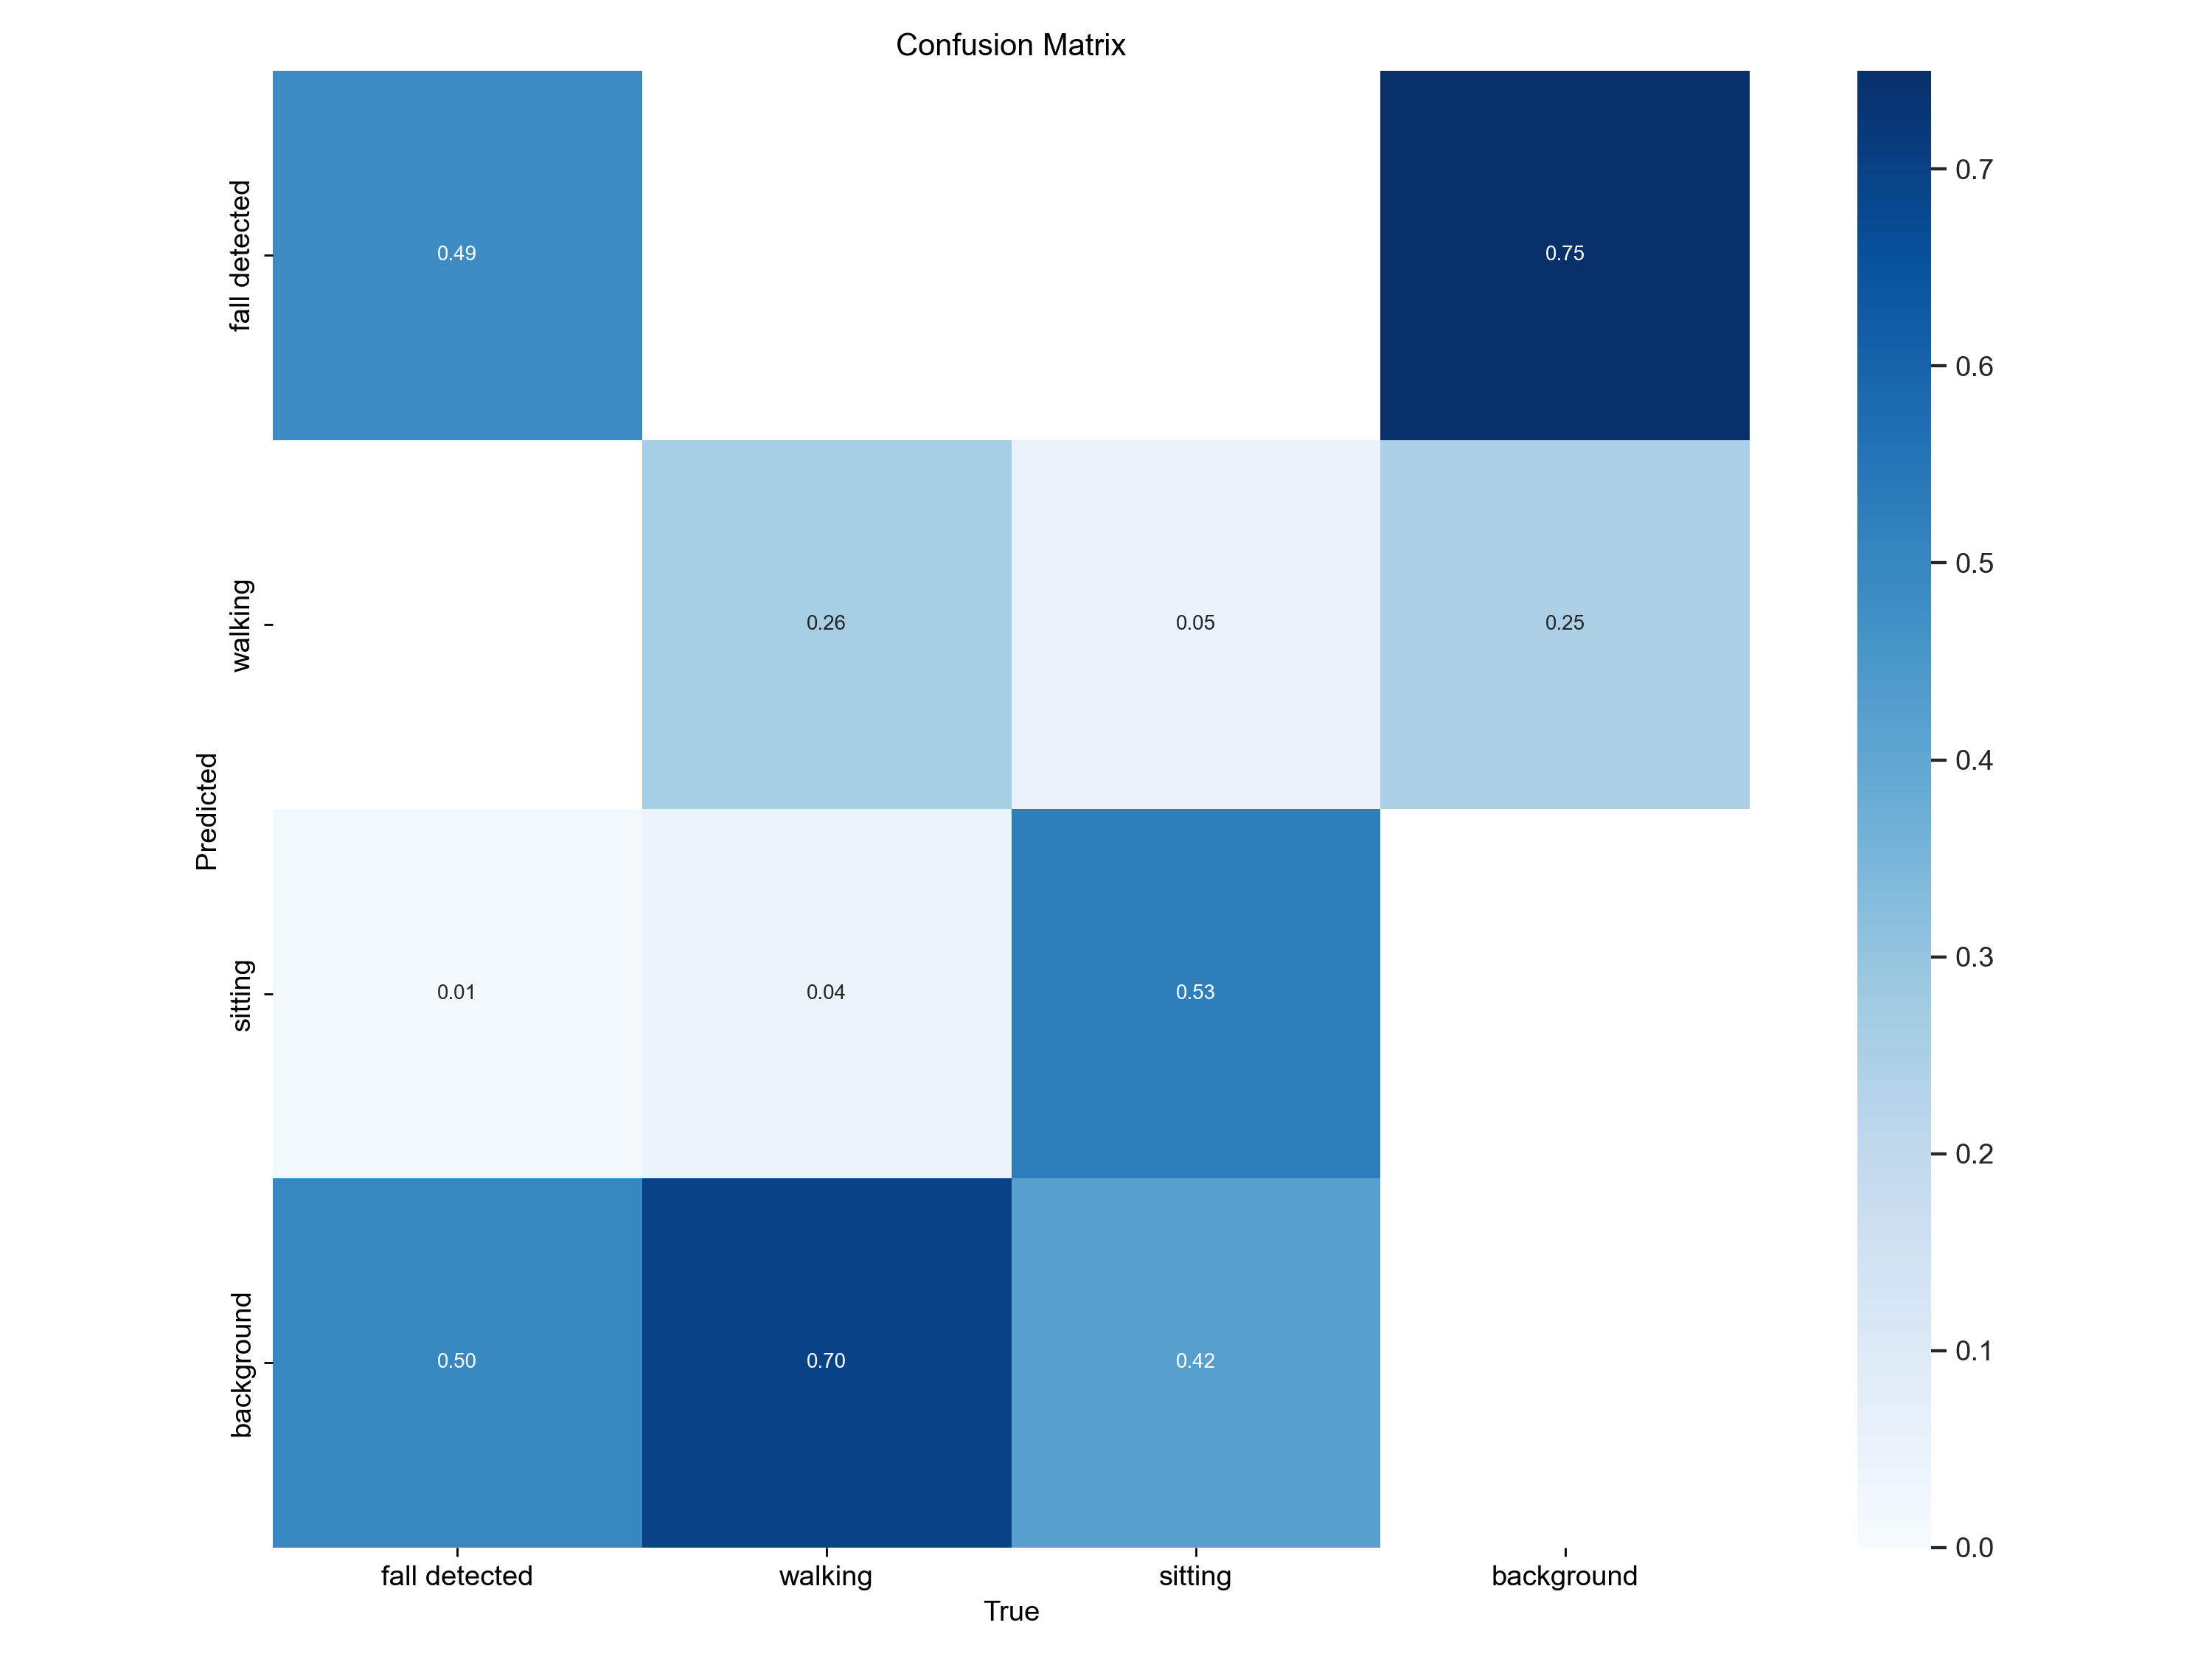 Confusion Matrix
fall detected
0.49
0.75
walking
0.26
0.05
0.25
sitting
0.01
0.04
0.53
background
0.50
0.70
0.42
Predicted
fall detected
walking
sitting
background
True
0.7
0.6
0.5
0.4
0.3
0.2
0.1
0.0